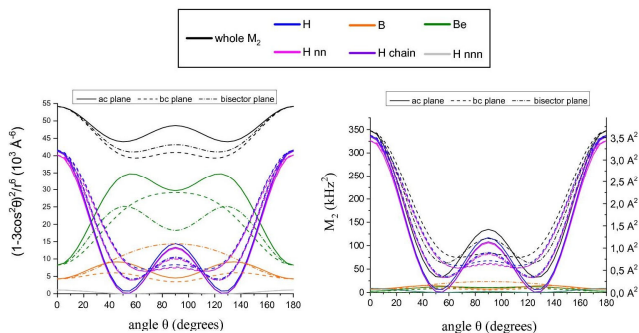 whole M₂ H B Be
H nn H chain H nnn
ac plane bc plane bisector plane
(1-3cos²θ)²/r⁶ (10³ Å⁻⁶)
55
50
45
40
35
30
25
20
15
10
5
0
0 20 40 60 80 100 120 140 160 180
angle θ (degrees)
ac plane bc plane bisector plane
M₂ (kHz²)
350
300
250
200
150
100
50
0
3,5 A²
3,0 A²
2,5 A²
2,0 A²
1,5 A²
1,0 A²
0,5 A²
0,0 A²
0 20 40 60 80 100 120 140 160 180
angle θ (degrees)